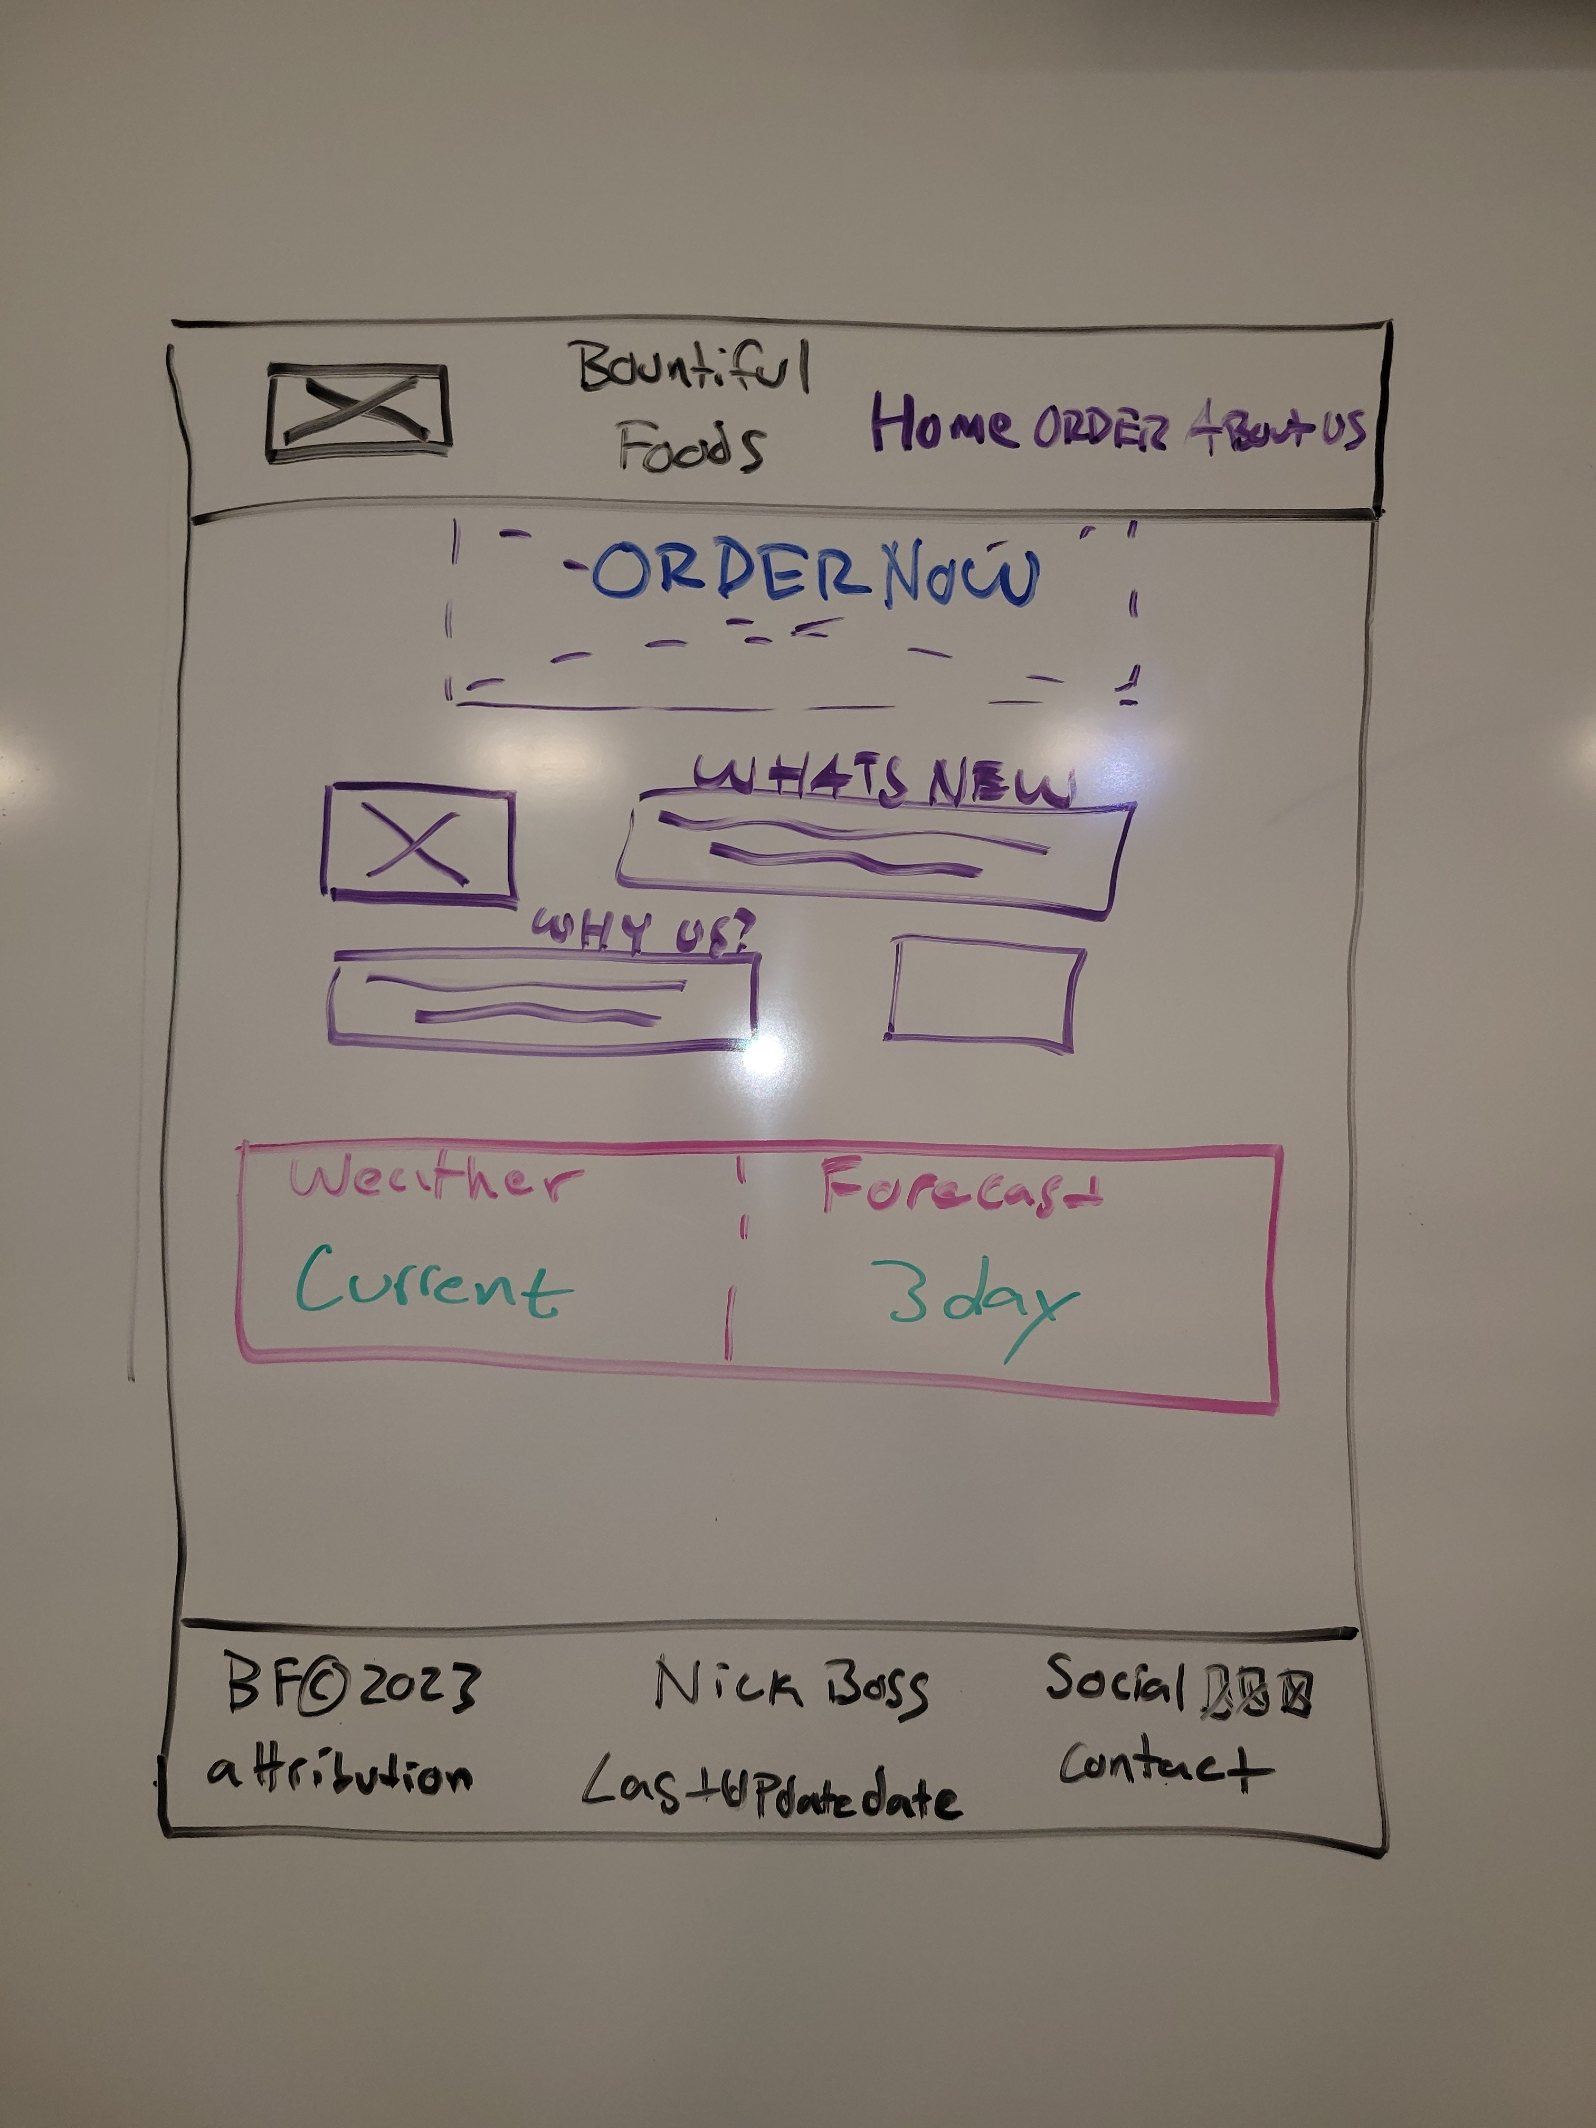 Bountiful
Foods
Home ORDER ABout US
ORDER NOW
WHATS NEW
WHY US?
Weather
Forecast
Current
3 day
BF©2023
Nick Boss
Social
attribution
Last UPdate date
Contact